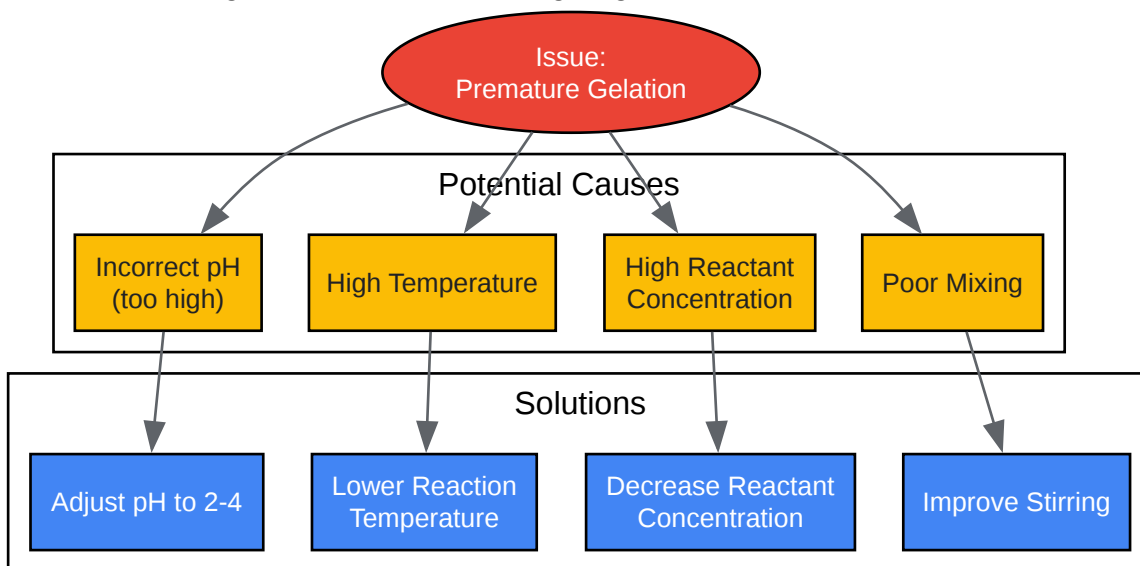 Issue:
Premature Gelation
Potential Causes
Incorrect pH
(too high)
High Temperature
High Reactant
Concentration
Poor Mixing
Solutions
Adjust pH to 2-4
Lower Reaction
Temperature
Decrease Reactant
Concentration
Improve Stirring